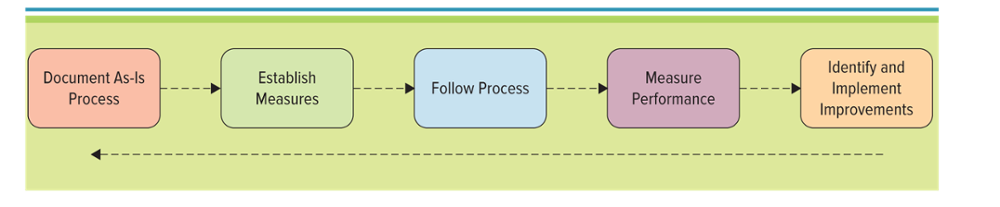 Document As-Is
Process
Establish
Measures
Follow Process
Measure
Performance
Identify and
Implement
Improvements